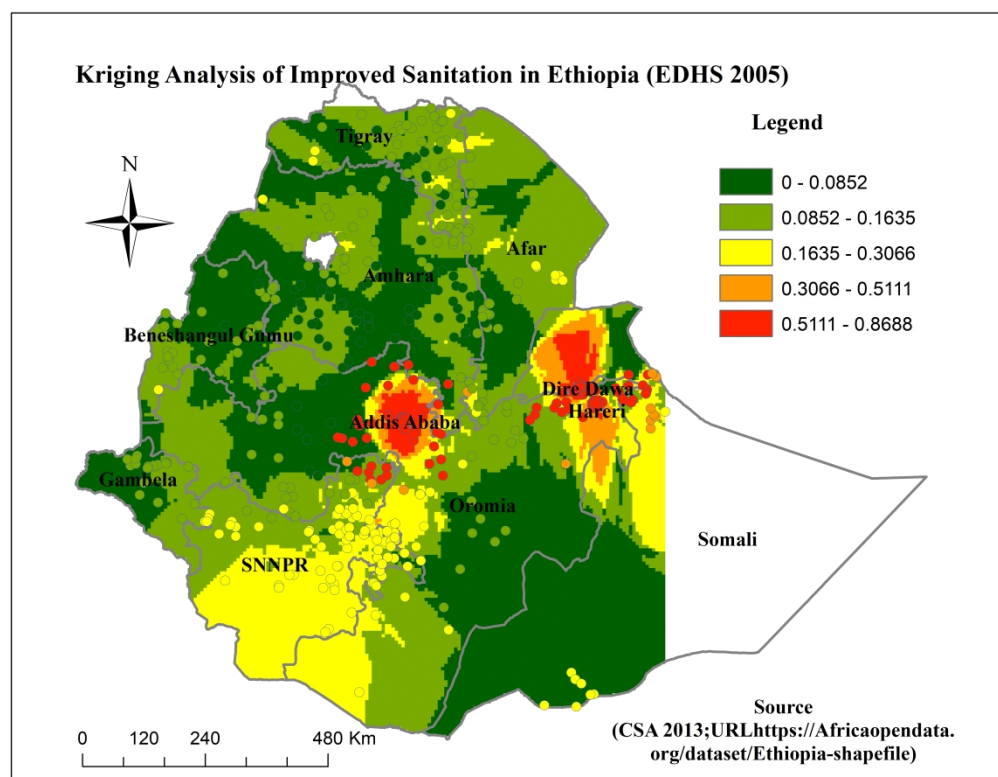 Kriging Analysis of Improved Sanitation in Ethiopia (EDHS 2005)
Legend
0 - 0.0852
0.0852 - 0.1635
0.1635 - 0.3066
0.3066 - 0.5111
0.5111 - 0.8688
N
Tigray
Afar
Amhara
Beneshangul Gumu
Dire Dawa
Hareri
Addis Ababa
Gambela
Oromia
Somali
SNNPR
Source
(CSA 2013;URLhttps://Africaopendata.
org/dataset/Ethiopia-shapefile)
0 120 240 480 Km